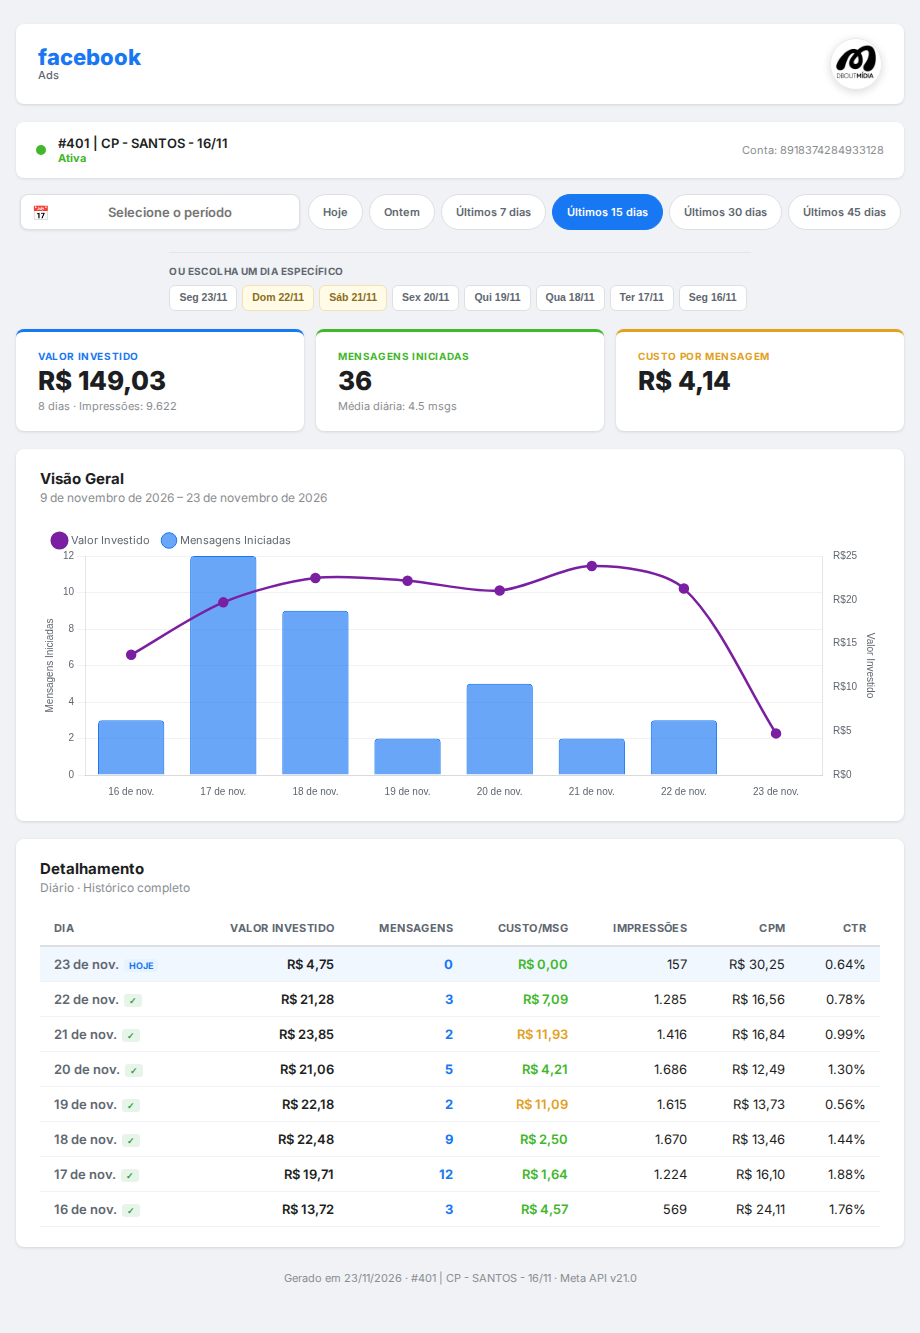 facebook
Ads
DBOUTMÍDIA
#401 | CP - SANTOS - 16/11
Ativa
Conta: 8918374284933128
Selecione o período
Hoje
Ontem
Últimos 7 dias
Últimos 15 dias
Últimos 30 dias
Últimos 45 dias
OU ESCOLHA UM DIA ESPECÍFICO
Seg 23/11
Dom 22/11
Sáb 21/11
Sex 20/11
Qui 19/11
Qua 18/11
Ter 17/11
Seg 16/11
VALOR INVESTIDO
R$ 149,03
8 dias · Impressões: 9.622
MENSAGENS INICIADAS
36
Média diária: 4.5 msgs
CUSTO POR MENSAGEM
R$ 4,14
Visão Geral
9 de novembro de 2026 – 23 de novembro de 2026
Valor Investido
Mensagens Iniciadas
Mensagens Iniciadas
12
10
8
6
4
2
0
R$25
R$20
R$15
R$10
R$5
R$0
Valor Investido
16 de nov.
17 de nov.
18 de nov.
19 de nov.
20 de nov.
21 de nov.
22 de nov.
23 de nov.
Detalhamento
Diário · Histórico completo
DIA VALOR INVESTIDO MENSAGENS CUSTO/MSG IMPRESSÕES CPM CTR
23 de nov. HOJE R$ 4,75 0 R$ 0,00 157 R$ 30,25 0.64%
22 de nov. ✓ R$ 21,28 3 R$ 7,09 1.285 R$ 16,56 0.78%
21 de nov. ✓ R$ 23,85 2 R$ 11,93 1.416 R$ 16,84 0.99%
20 de nov. ✓ R$ 21,06 5 R$ 4,21 1.686 R$ 12,49 1.30%
19 de nov. ✓ R$ 22,18 2 R$ 11,09 1.615 R$ 13,73 0.56%
18 de nov. ✓ R$ 22,48 9 R$ 2,50 1.670 R$ 13,46 1.44%
17 de nov. ✓ R$ 19,71 12 R$ 1,64 1.224 R$ 16,10 1.88%
16 de nov. ✓ R$ 13,72 3 R$ 4,57 569 R$ 24,11 1.76%
Gerado em 23/11/2026 · #401 | CP - SANTOS - 16/11 · Meta API v21.0